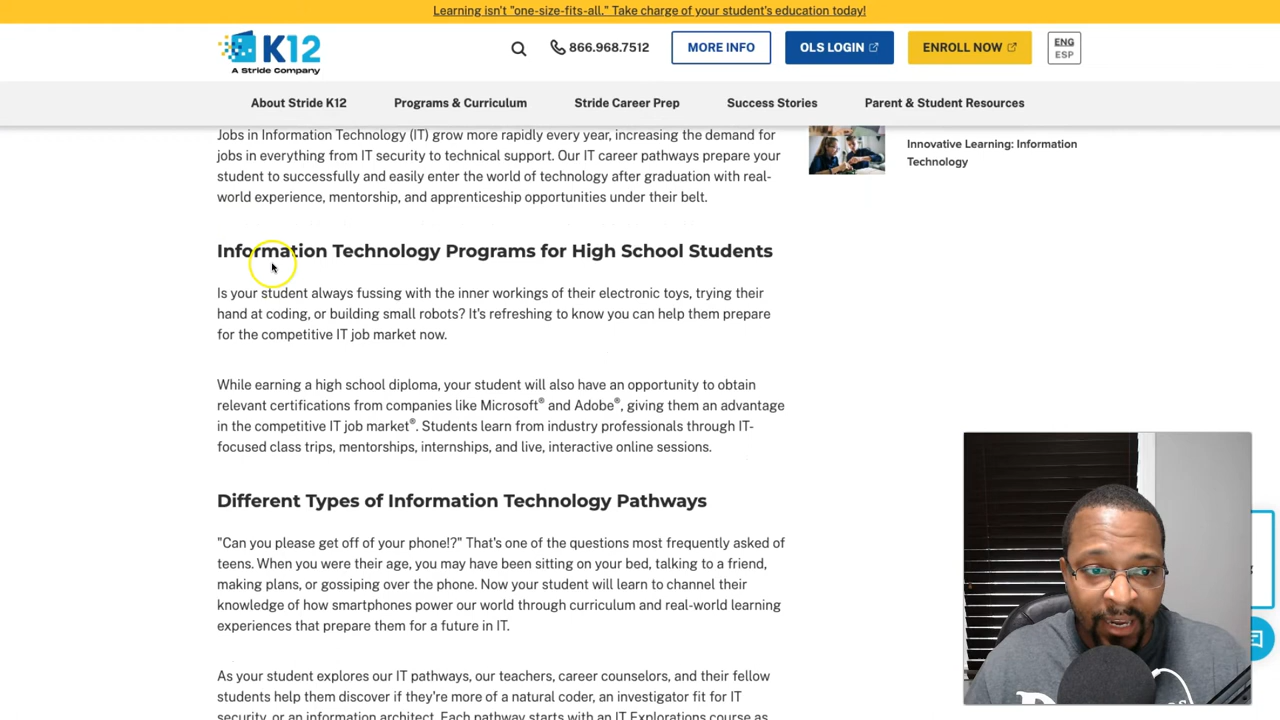 Learning isn't "one-size-fits-all." Take charge of your student's education today!
K12
A Stride Company
866.968.7512
MORE INFO
OLS LOGIN
ENROLL NOW
ENG
ESP
About Stride K12
Programs & Curriculum
Stride Career Prep
Success Stories
Parent & Student Resources
Jobs in Information Technology (IT) grow more rapidly every year, increasing the demand for
jobs in everything from IT security to technical support. Our IT career pathways prepare your
student to successfully and easily enter the world of technology after graduation with real-
world experience, mentorship, and apprenticeship opportunities under their belt.
Innovative Learning: Information
Technology
Information Technology Programs for High School Students
Is your student always fussing with the inner workings of their electronic toys, trying their
hand at coding, or building small robots? It's refreshing to know you can help them prepare
for the competitive IT job market now.
While earning a high school diploma, your student will also have an opportunity to obtain
relevant certifications from companies like Microsoft® and Adobe®, giving them an advantage
in the competitive IT job market®. Students learn from industry professionals through IT-
focused class trips, mentorships, internships, and live, interactive online sessions.
Different Types of Information Technology Pathways
"Can you please get off of your phone!?" That's one of the questions most frequently asked of
teens. When you were their age, you may have been sitting on your bed, talking to a friend,
making plans, or gossiping over the phone. Now your student will learn to channel their
knowledge of how smartphones power our world through curriculum and real-world learning
experiences that prepare them for a future in IT.
As your student explores our IT pathways, our teachers, career counselors, and their fellow
students help them discover if they're more of a natural coder, an investigator fit for IT
security, or an information architect. Each pathway starts with an IT Explorations course as